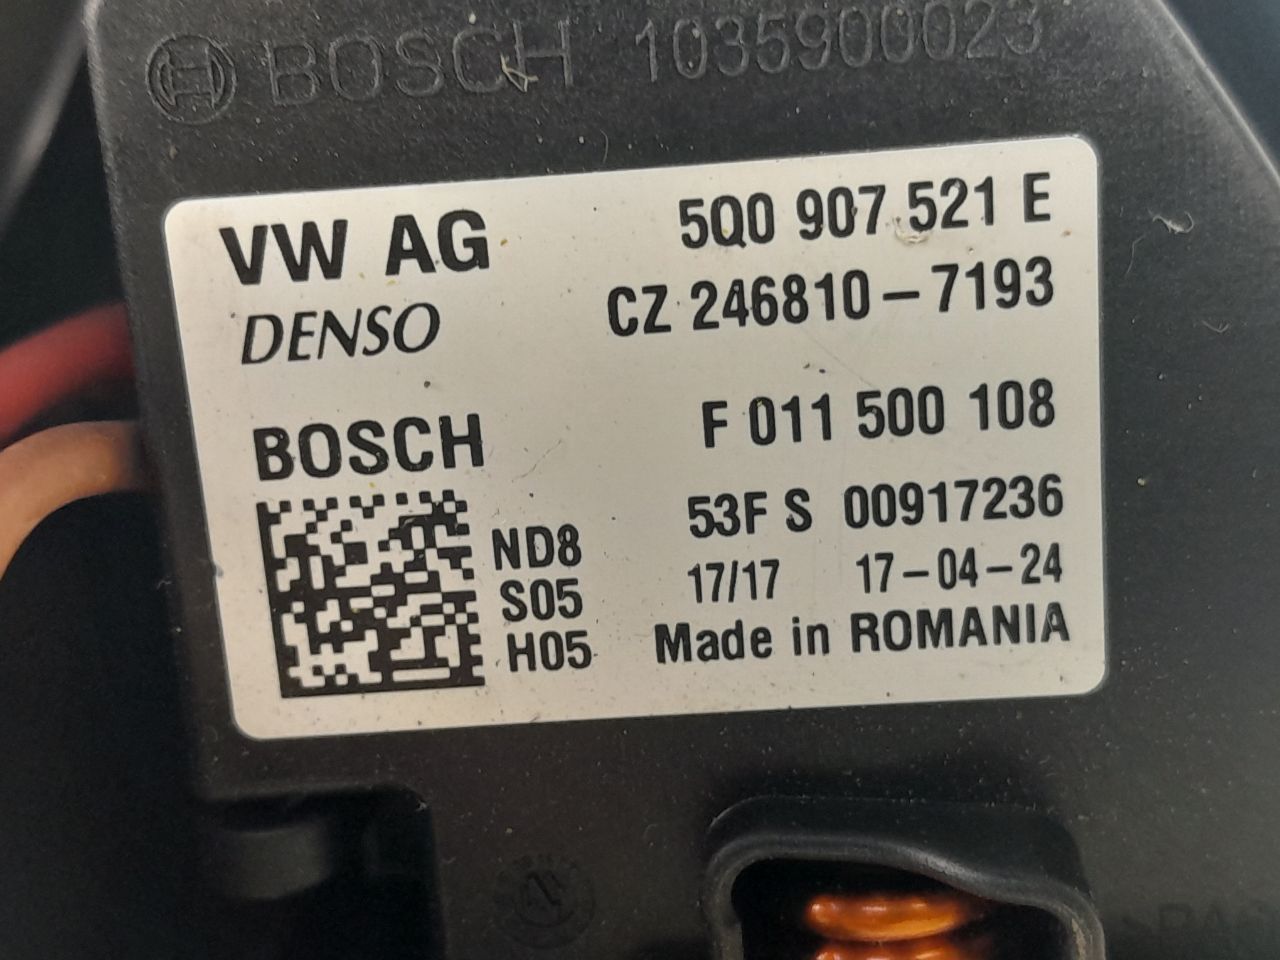 BOSCH 1035900023
VW AG 5Q0 907 521 E
DENSO CZ 246810-7193
BOSCH F 011 500 108
ND8 53F S 00917236
S05 17/17 17-04-24
H05 Made in ROMANIA